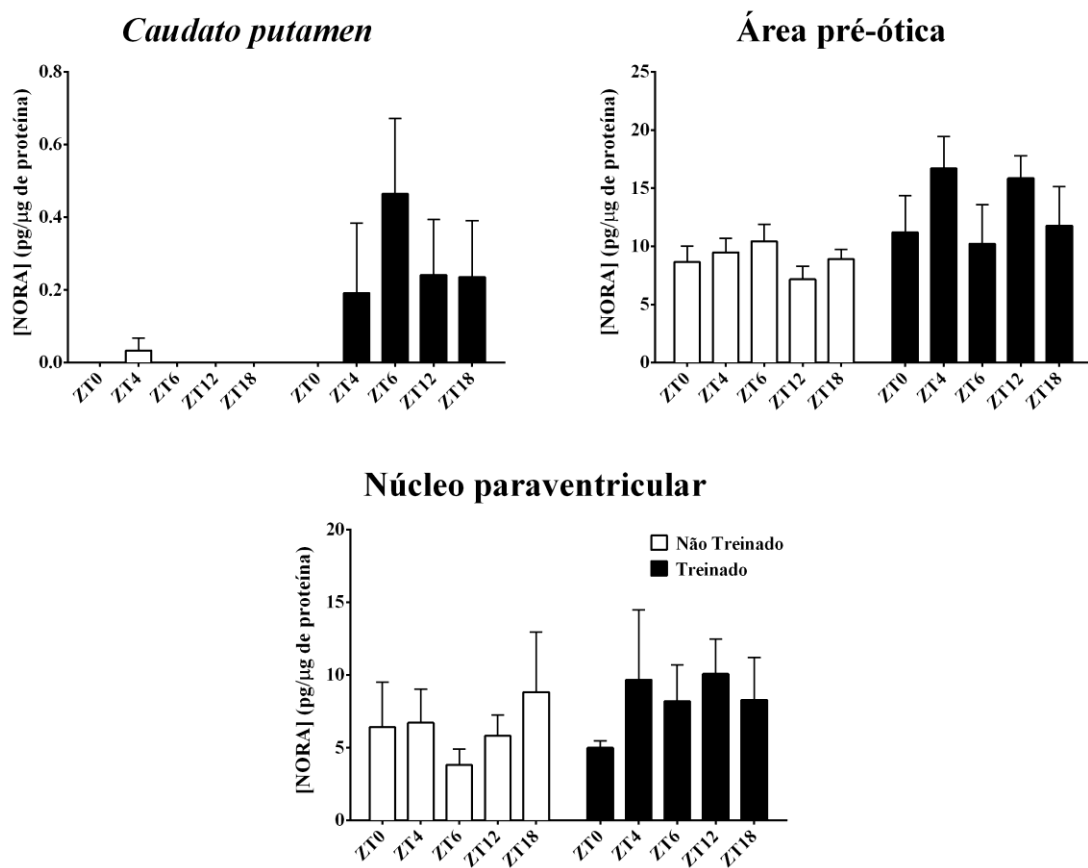 Caudato putamen
[NORA] (pg/µg de proteína)
0.8
0.6
0.4
0.2
0.0
ZT0 ZT4 ZT6 ZT12 ZT18 ZT0 ZT4 ZT6 ZT12 ZT18
Área pré-ótica
[NORA] (pg/µg de proteína)
25
20
15
10
5
0
ZT0 ZT4 ZT6 ZT12 ZT18 ZT0 ZT4 ZT6 ZT12 ZT18
Núcleo paraventricular
[NORA] (pg/µg de proteína)
20
15
10
5
0
Não Treinado
Treinado
ZT0 ZT4 ZT6 ZT12 ZT18 ZT0 ZT4 ZT6 ZT12 ZT18